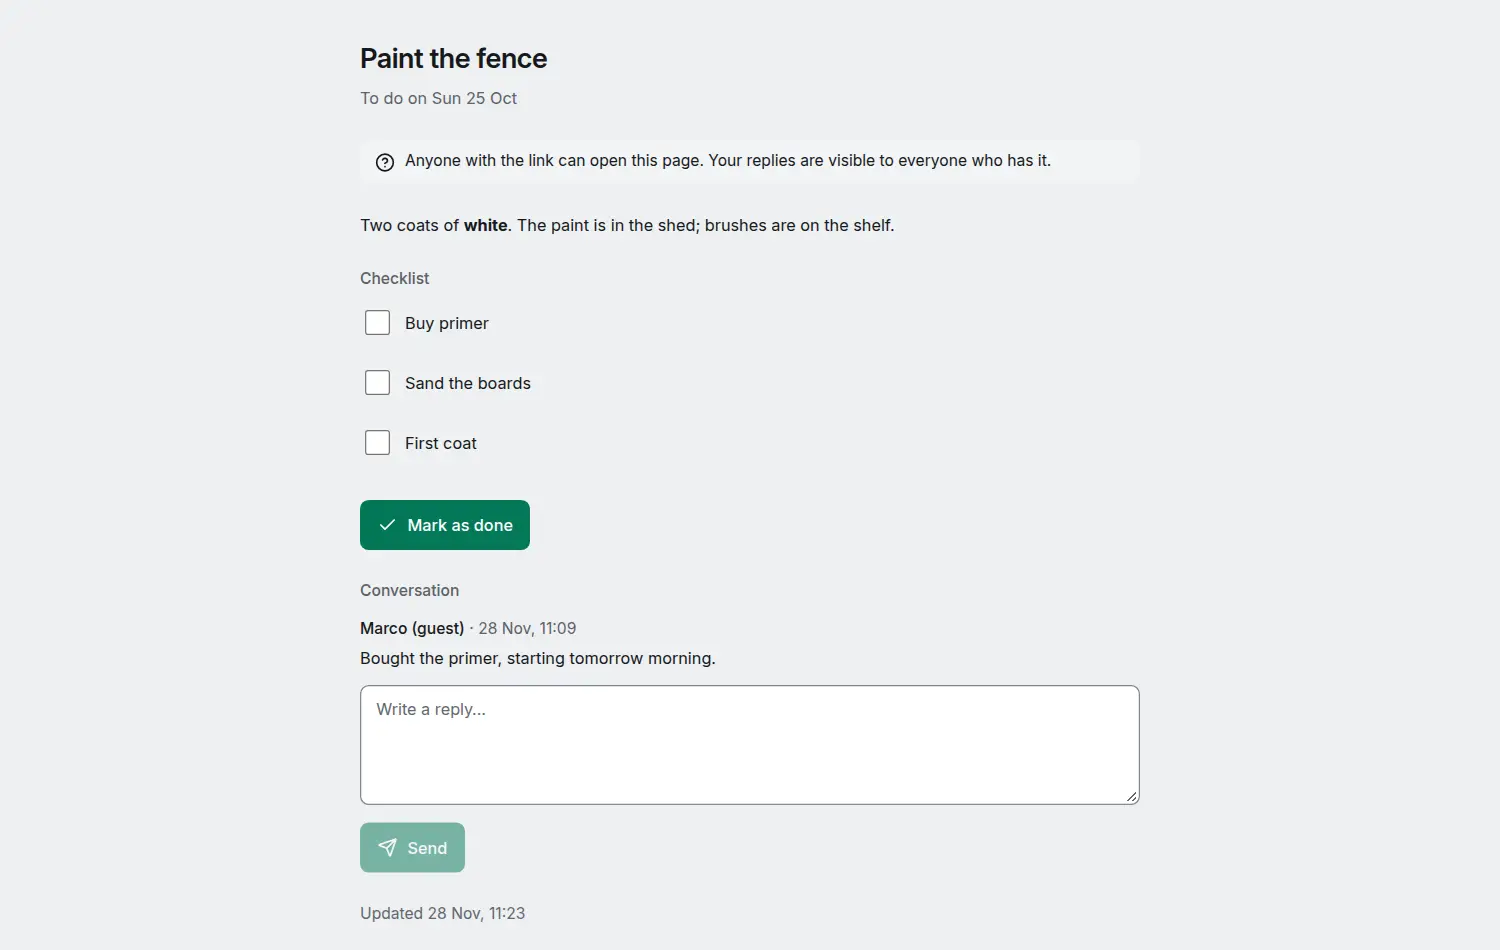 Paint the fence
To do on Sun 25 Oct
Anyone with the link can open this page. Your replies are visible to everyone who has it.
Two coats of white. The paint is in the shed; brushes are on the shelf.
Checklist
Buy primer
Sand the boards
First coat
Mark as done
Conversation
Marco (guest) · 28 Nov, 11:09
Bought the primer, starting tomorrow morning.
Write a reply...
Send
Updated 28 Nov, 11:23